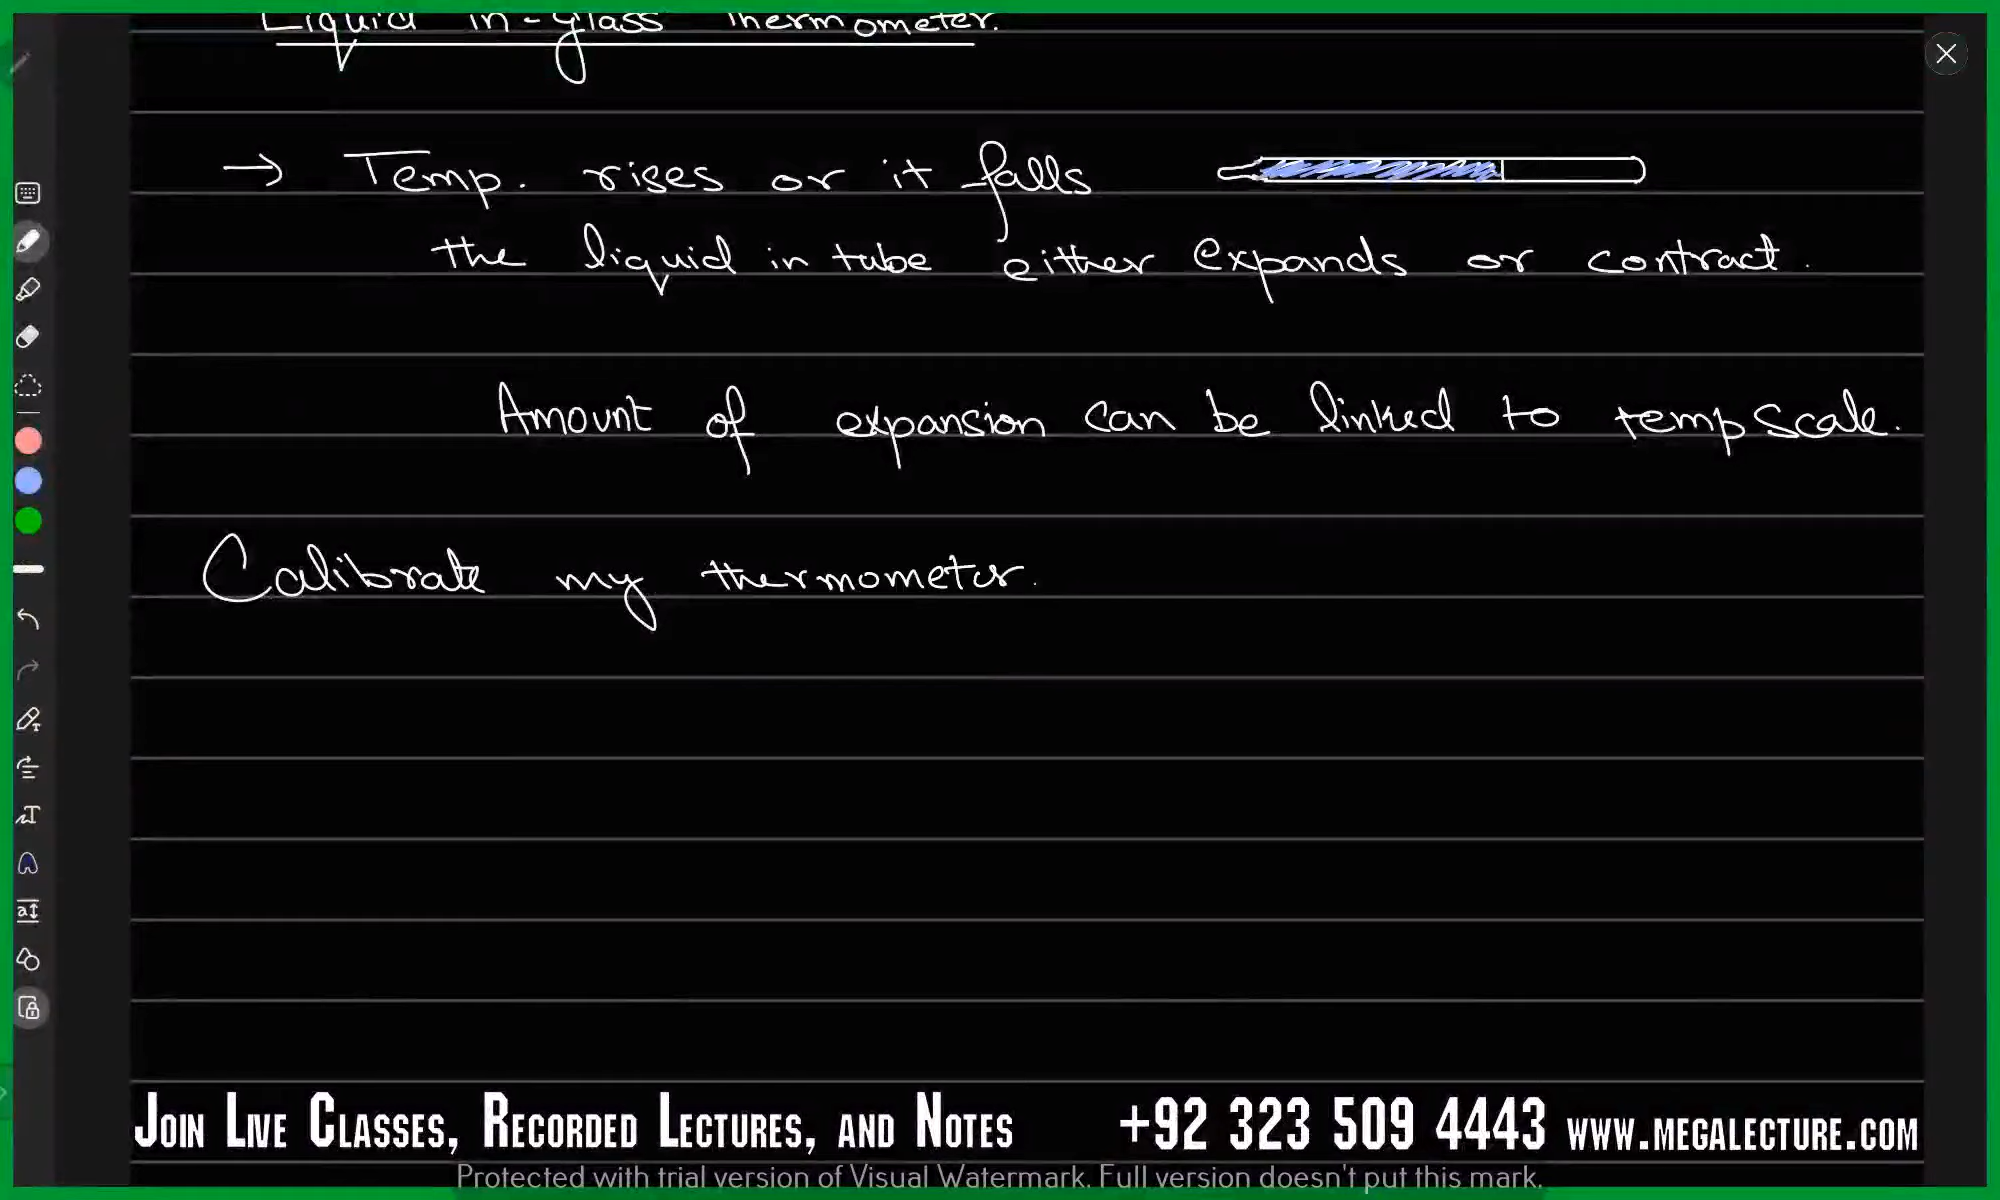 Liquid in-glass thermometer.
→ Temp. rises or it falls
the liquid in tube either expands or contract.
Amount of expansion can be linked to temp scale.
Calibrate my thermometer.
JOIN LIVE CLASSES, RECORDED LECTURES, AND NOTES +92 323 509 4443 WWW.MEGALECTURE.COM
Protected with trial version of Visual Watermark. Full version doesn't put this mark.